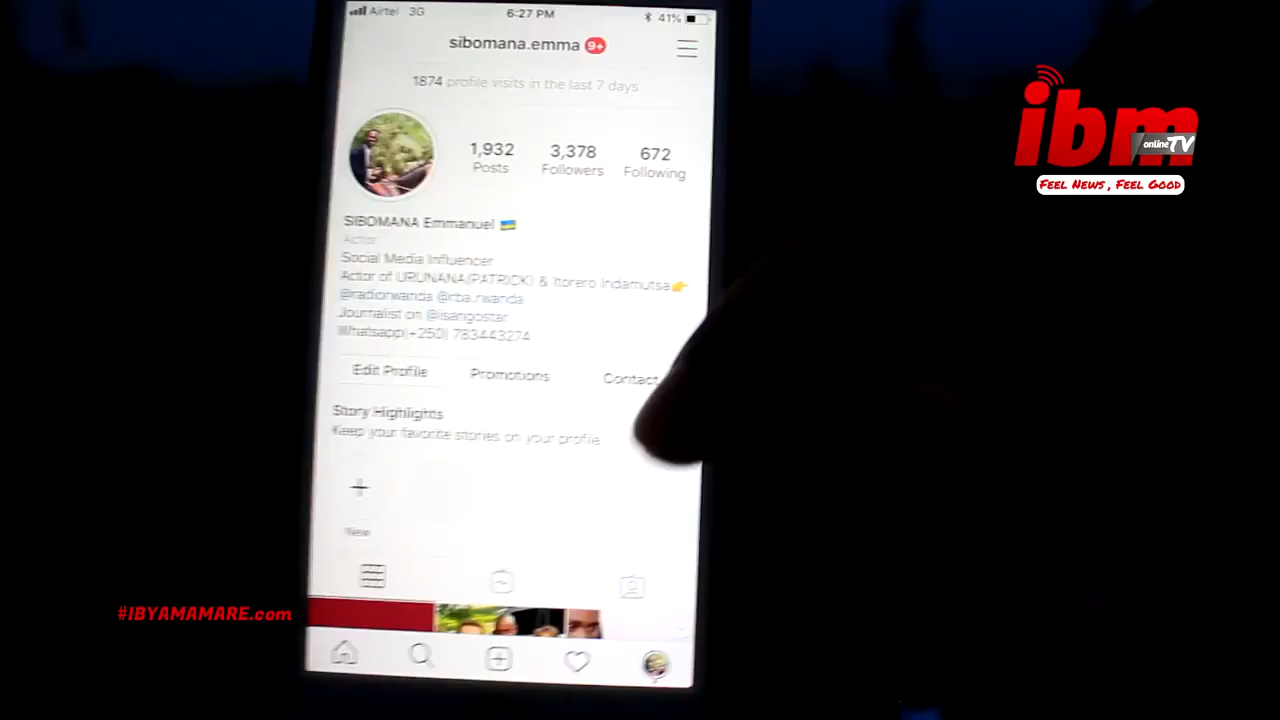 Airtel 3G 6:27 PM 41%
sibomana.emma 9+
1874 profile visits in the last 7 days
1,932 3,378 672
Posts Followers Following
SIBOMANA Emmanuel
Actor
Social Media Influencer
Actor of URUNANA(PATRICK) & Itorero Indamutsa👉
@radiorwanda @rba.rwanda
Journalist on @isangostar
Whatsapp(+250) 783443274
Edit Profile Promotions Contact
Story Highlights
Keep your favorite stories on your profile
New
ibm
onlineTV
FEEL NEWS, FEEL GOOD
#IBYAMAMARE.com